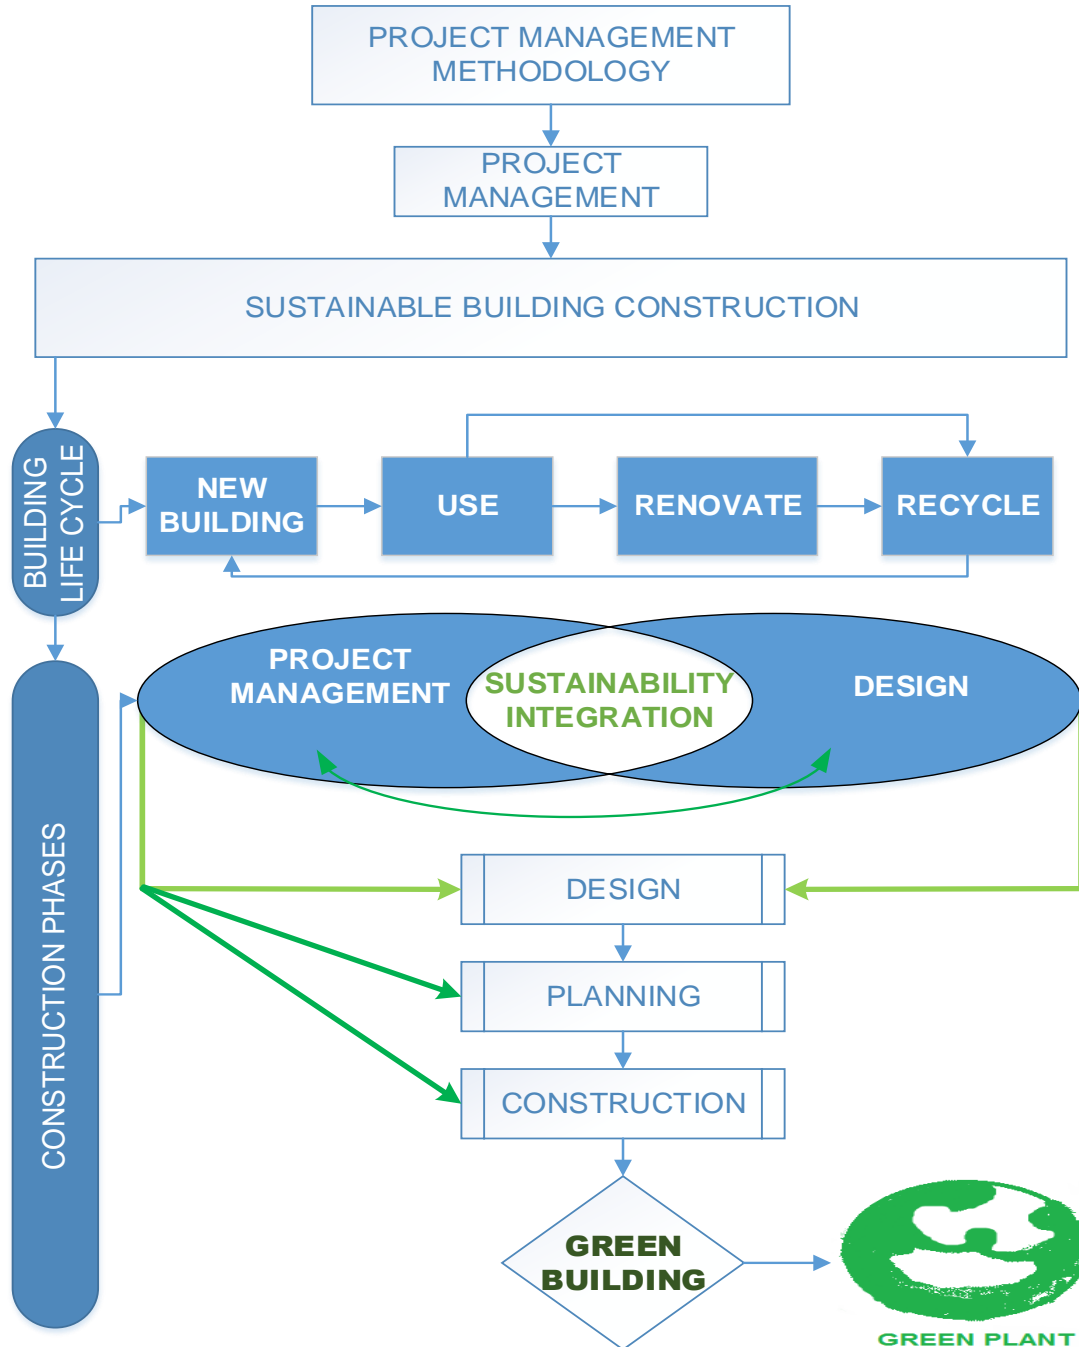 PROJECT MANAGEMENT
METHODOLOGY
PROJECT
MANAGEMENT
SUSTAINABLE BUILDING CONSTRUCTION
BUILDING
LIFE CYCLE
NEW
BUILDING
USE
RENOVATE
RECYCLE
PROJECT
MANAGEMENT
SUSTAINABILITY
INTEGRATION
DESIGN
CONSTRUCTION PHASES
DESIGN
PLANNING
CONSTRUCTION
GREEN
BUILDING
GREEN PLANT